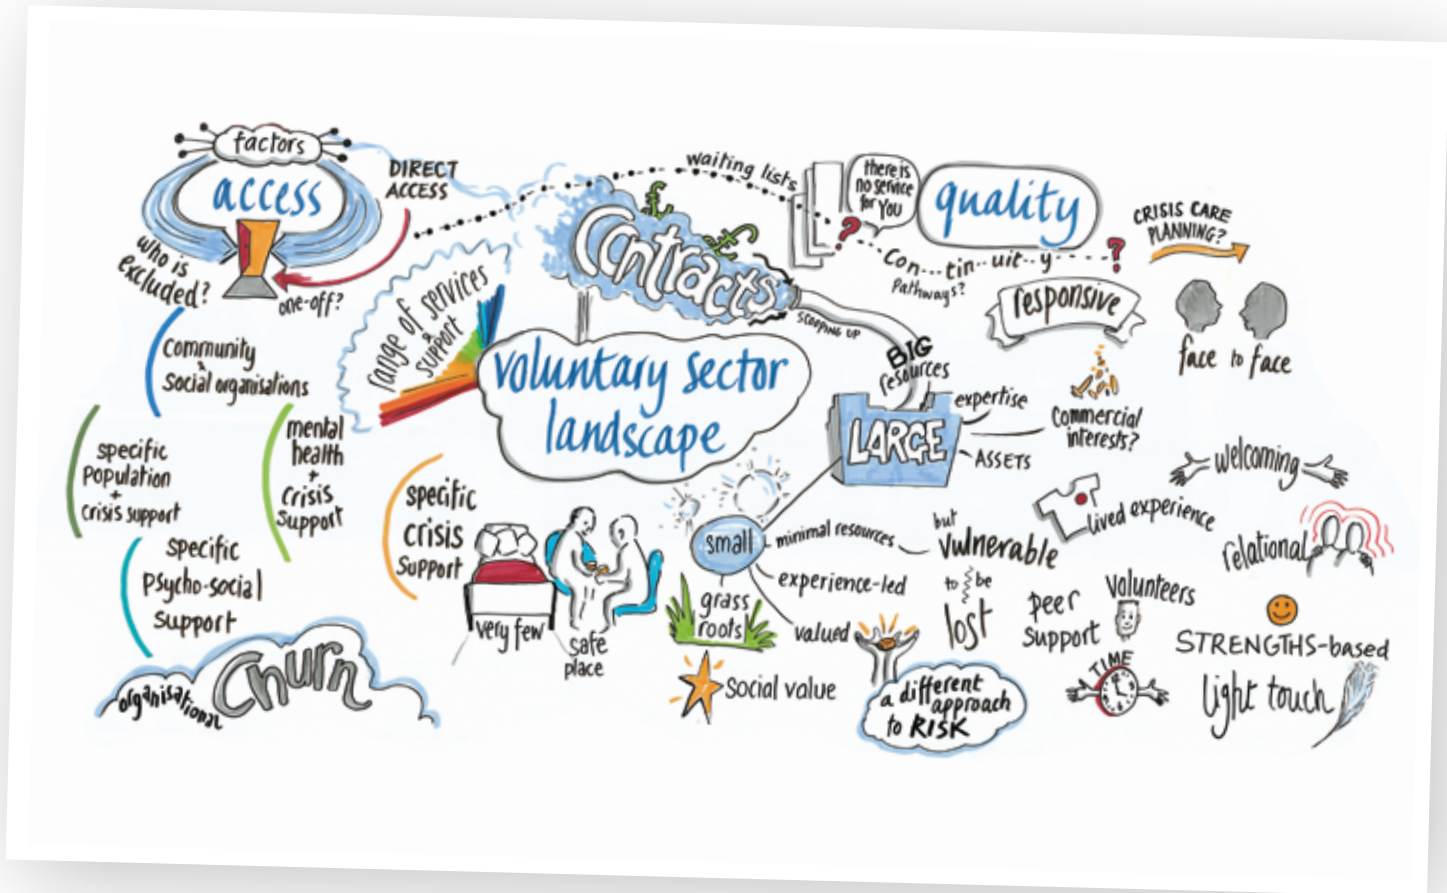 factors
access
DIRECT
ACCESS
who is
excluded?
one-off?
range of services
&
support
Community
&
Social organisations
specific
population
+
crisis support
mental
health
+
crisis
support
specific
psycho-social
support
specific
crisis
support
organisational
churn
very few
safe
place
voluntary sector
landscape
Contracts
££
waiting lists
there is
no service
for you
?
quality
Con...tin..uit..y
?
Pathways?
CRISIS CARE
PLANNING?
responsive
face to face
scooping up
BIG
resources
LARGE
expertise
ASSETS
Commercial
interests?
small
minimal resources
but
vulnerable
to be
lost
experience-led
valued
grass
roots
Social value
a different
approach
to RISK
welcoming
lived experience
relational
peer
support
volunteers
TIME
STRENGTHS-based
light touch